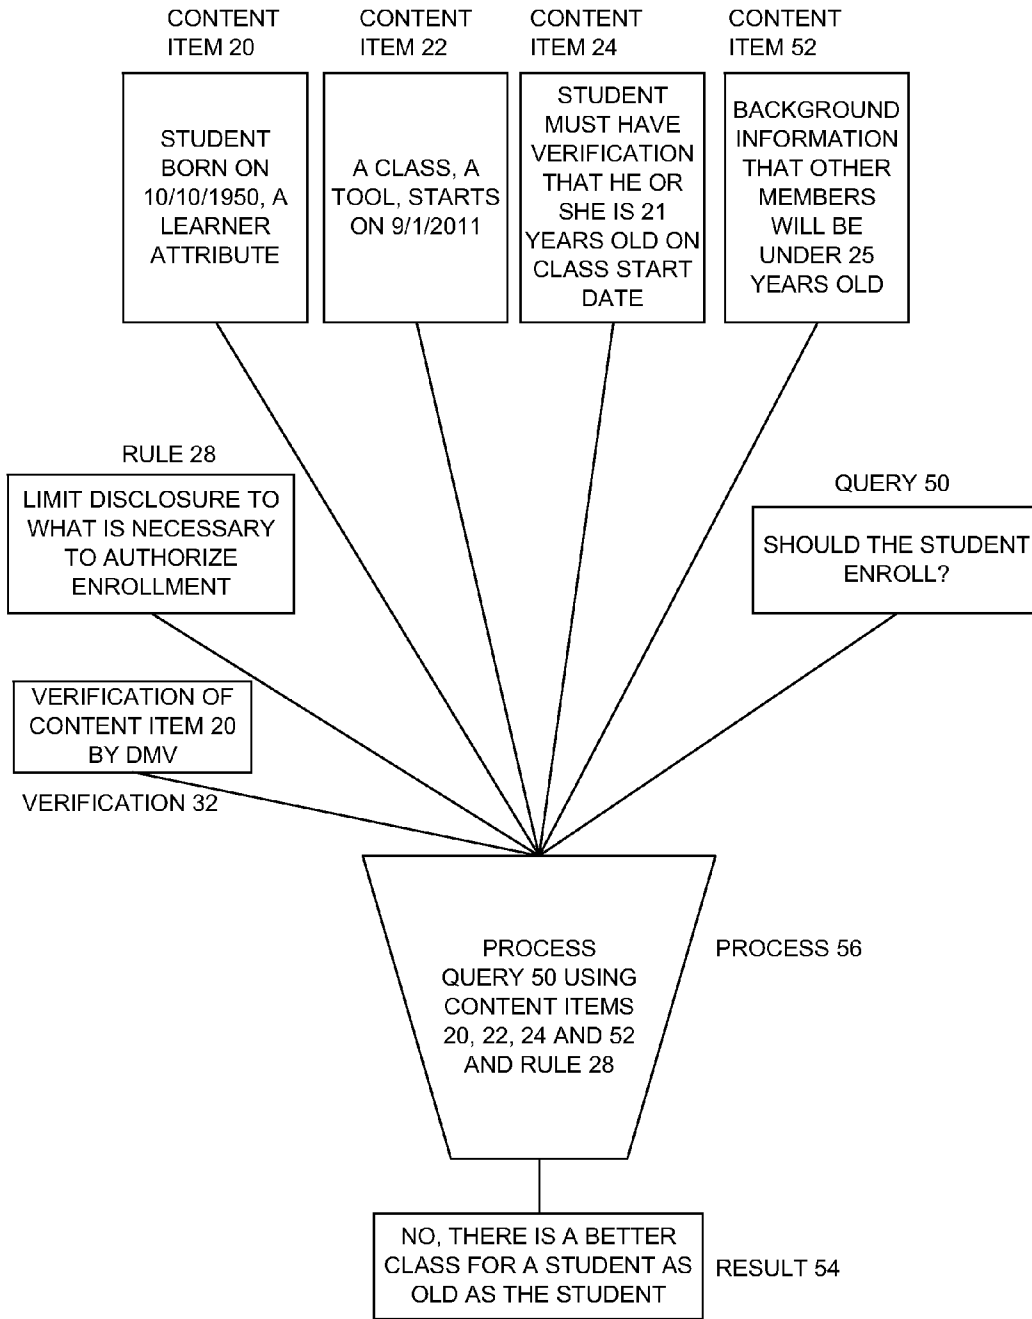 CONTENT
ITEM 20
CONTENT
ITEM 22
CONTENT
ITEM 24
CONTENT
ITEM 52
STUDENT
BORN ON
10/10/1950, A
LEARNER
ATTRIBUTE
A CLASS, A
TOOL, STARTS
ON 9/1/2011
STUDENT
MUST HAVE
VERIFICATION
THAT HE OR
SHE IS 21
YEARS OLD ON
CLASS START
DATE
BACKGROUND
INFORMATION
THAT OTHER
MEMBERS
WILL BE
UNDER 25
YEARS OLD
RULE 28
LIMIT DISCLOSURE TO
WHAT IS NECESSARY
TO AUTHORIZE
ENROLLMENT
QUERY 50
SHOULD THE STUDENT
ENROLL?
VERIFICATION OF
CONTENT ITEM 20
BY DMV
VERIFICATION 32
PROCESS
QUERY 50 USING
CONTENT ITEMS
20, 22, 24 AND 52
AND RULE 28
PROCESS 56
NO, THERE IS A BETTER
CLASS FOR A STUDENT AS
OLD AS THE STUDENT
RESULT 54